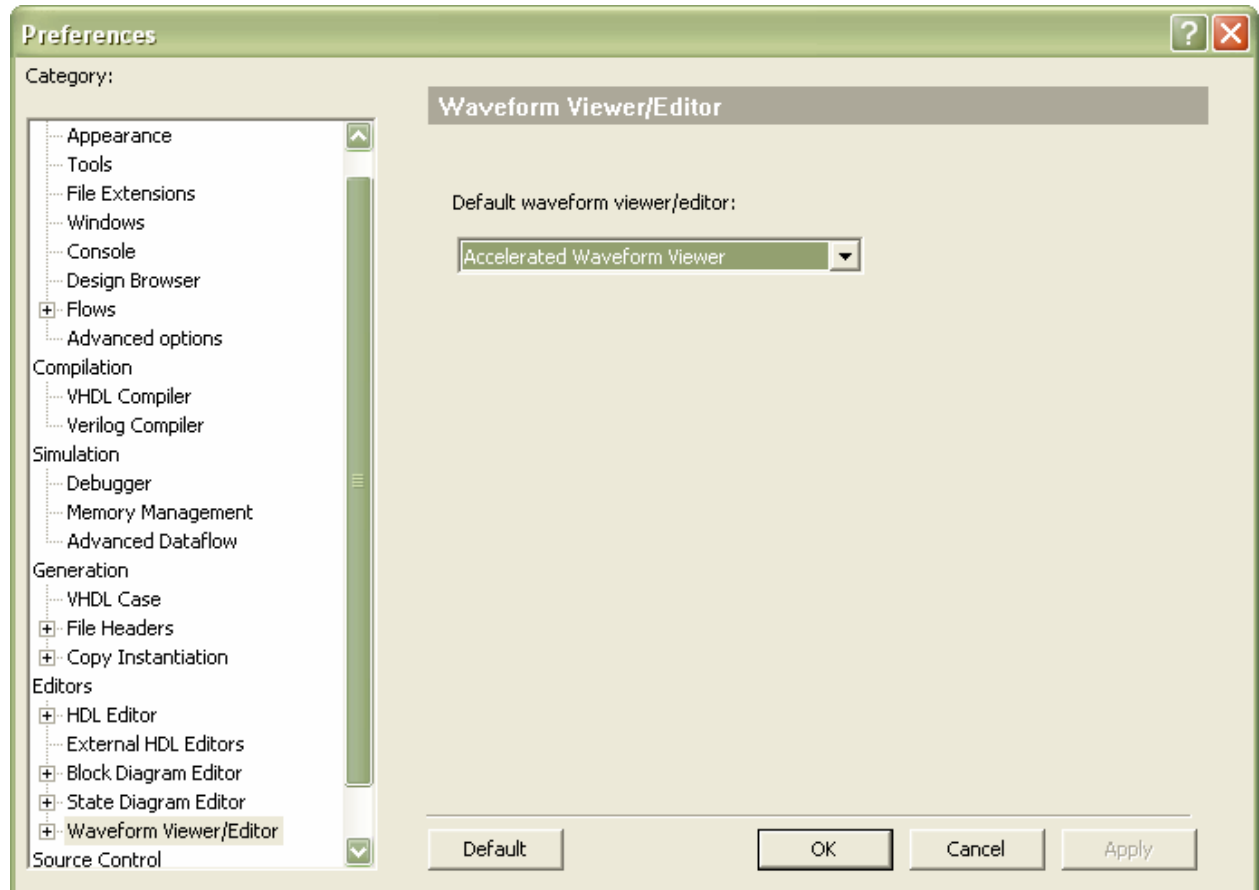 Preferences
Category:
Appearance
Tools
File Extensions
Windows
Console
Design Browser
Flows
Advanced options
Compilation
VHDL Compiler
Verilog Compiler
Simulation
Debugger
Memory Management
Advanced Dataflow
Generation
VHDL Case
File Headers
Copy Instantiation
Editors
HDL Editor
External HDL Editors
Block Diagram Editor
State Diagram Editor
Waveform Viewer/Editor
Source Control
Waveform Viewer/Editor
Default waveform viewer/editor:
Accelerated Waveform Viewer
Default
OK
Cancel
Apply